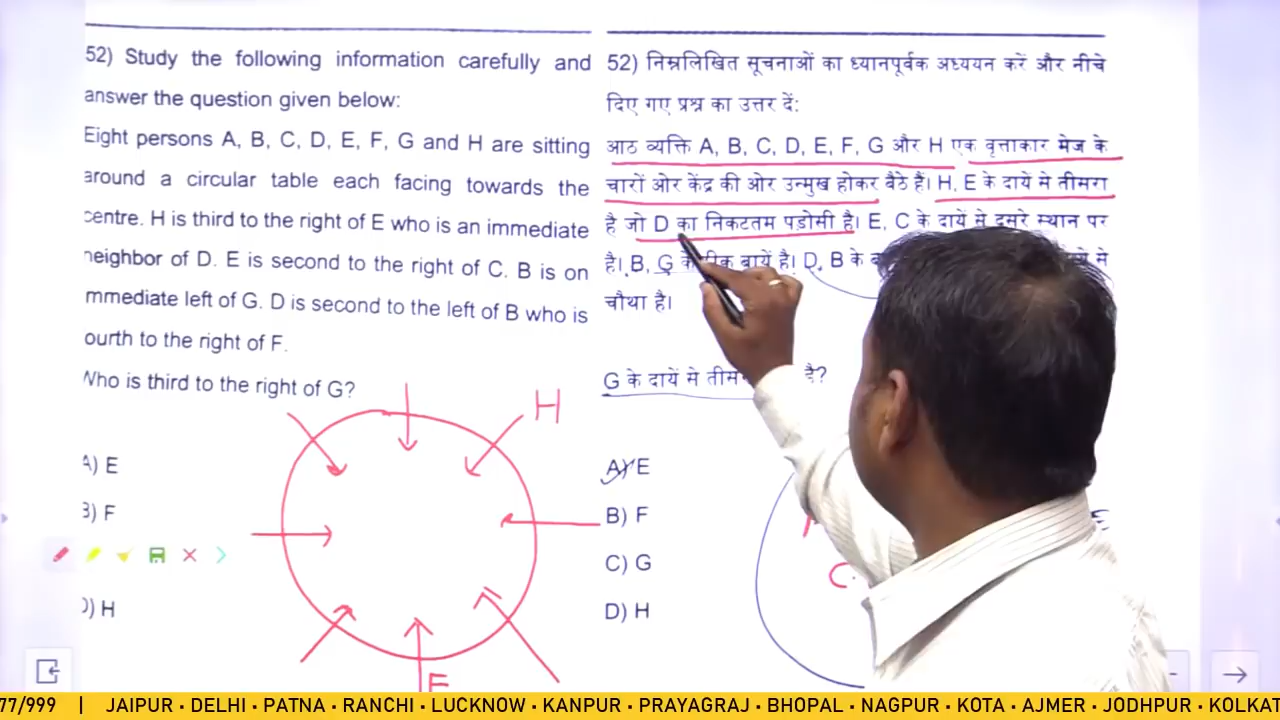 52) Study the following information carefully and
answer the question given below:
Eight persons A, B, C, D, E, F, G and H are sitting
around a circular table each facing towards the
centre. H is third to the right of E who is an immediate
neighbor of D. E is second to the right of C. B is on
mmediate left of G. D is second to the left of B who is
ourth to the right of F.
Who is third to the right of G?
A) E
B) F
D) H
52) निम्नलिखित सूचनाओं का ध्यानपूर्वक अध्ययन करें और नीचे
दिए गए प्रश्न का उत्तर दें:
आठ व्यक्ति A, B, C, D, E, F, G और H एक वृत्ताकार मेज के
चारों ओर केंद्र की ओर उन्मुख होकर बैठे हैं। H, E के दायें से तीसरा
है जो D का निकटतम पड़ोसी है। E, C के दायें से दूसरे स्थान पर
है। B, G के ठीक बायें है। D, B के से
चौथा है।
G के दायें से है?
A) E
B) F
C) G
D) H
H
E
C
77/999 | JAIPUR • DELHI • PATNA • RANCHI • LUCKNOW • KANPUR • PRAYAGRAJ • BHOPAL • NAGPUR • KOTA • AJMER • JODHPUR • KOLKAT